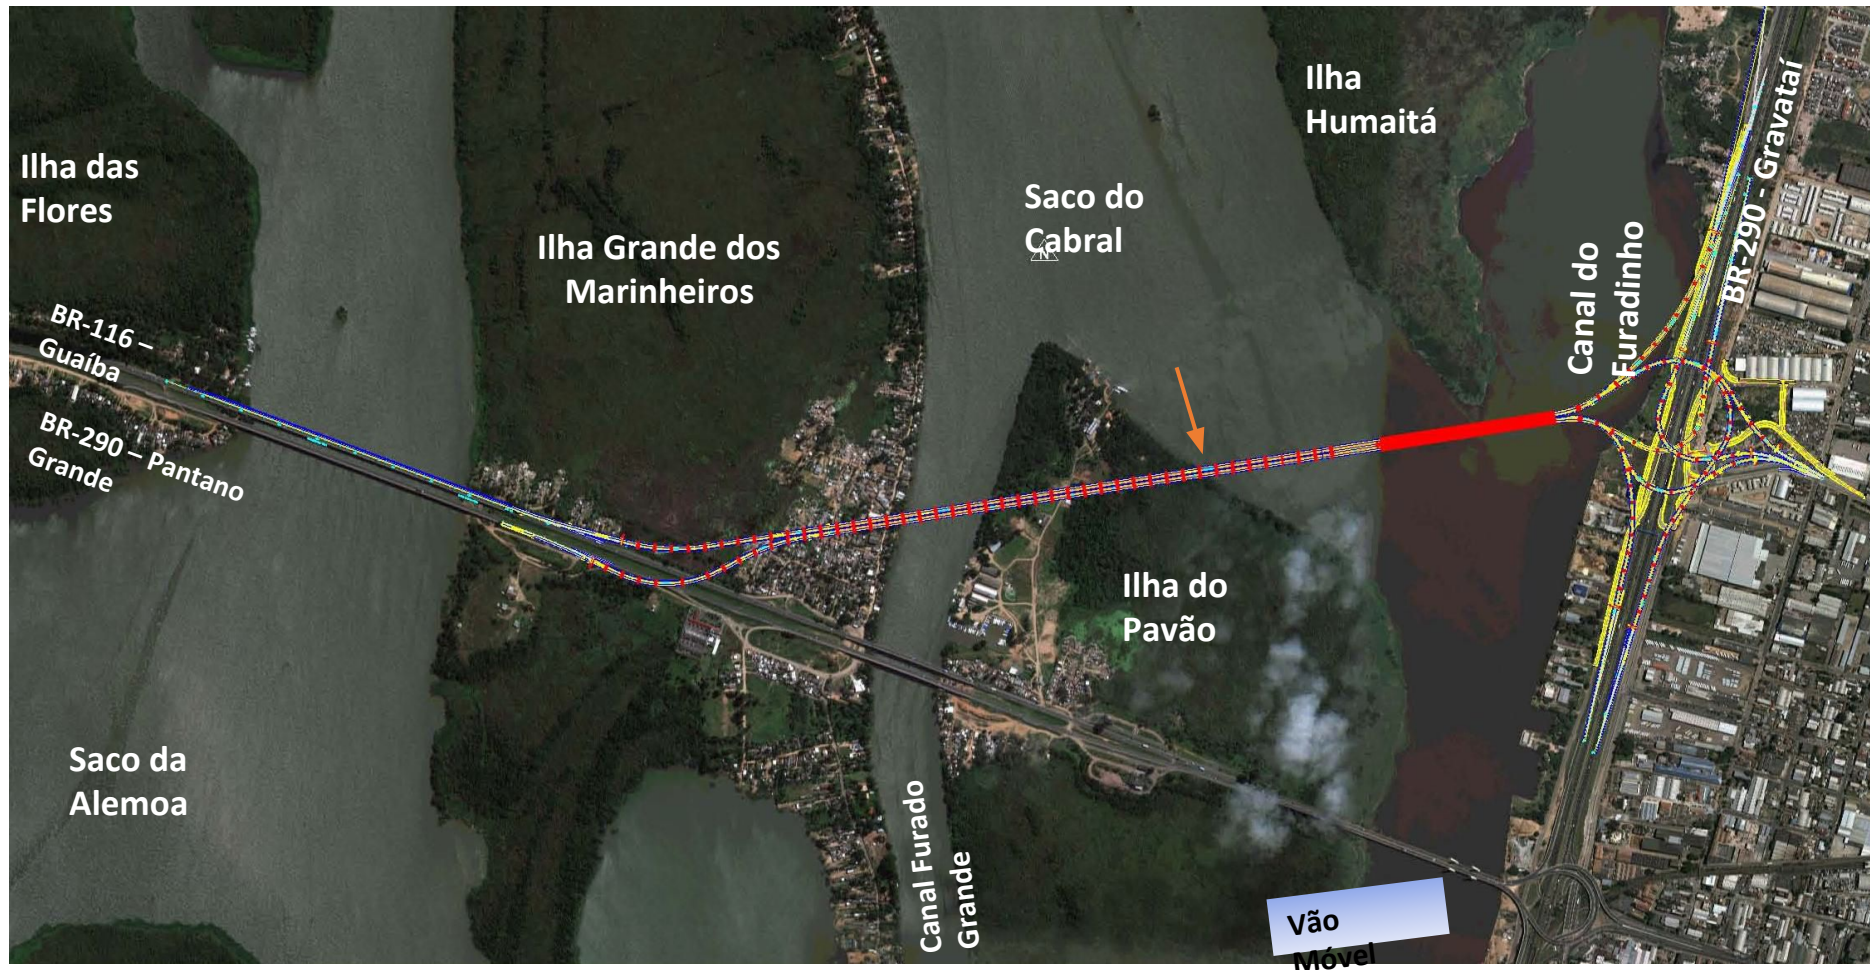 Ilha das
Flores
Ilha Grande dos
Marinheiros
Saco do
Cabral
N
Ilha
Humaitá
BR-290 - Gravataí
Canal do
Furadinho
BR-116 –
Guaíba
BR-290 – Pantano
Grande
Ilha do
Pavão
Saco da
Alemoa
Canal Furado
Grande
Vão
Móvel